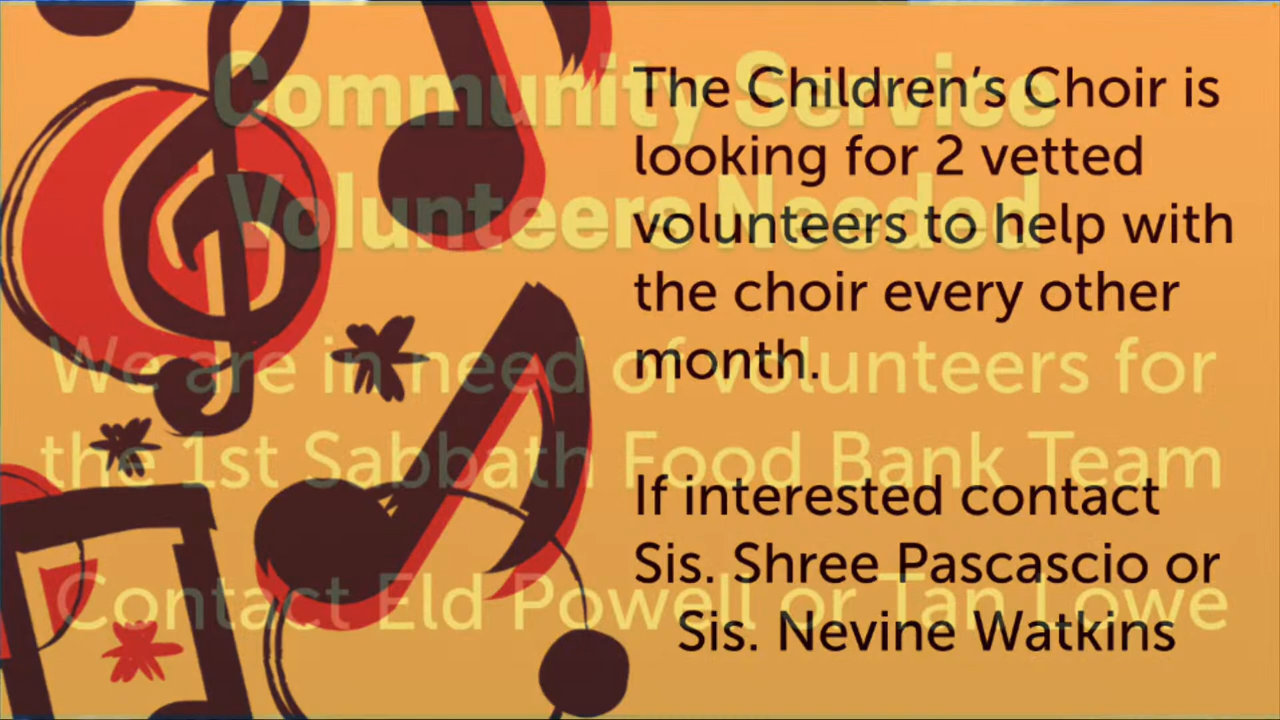 Community Service
Volunteers Needed
We are in need of volunteers for
the 1st Sabbath Food Bank Team
Contact Eld Powell or Tan Lowe
The Children's Choir is
looking for 2 vetted
volunteers to help with
the choir every other
month.
If interested contact
Sis. Shree Pascascio or
Sis. Nevine Watkins